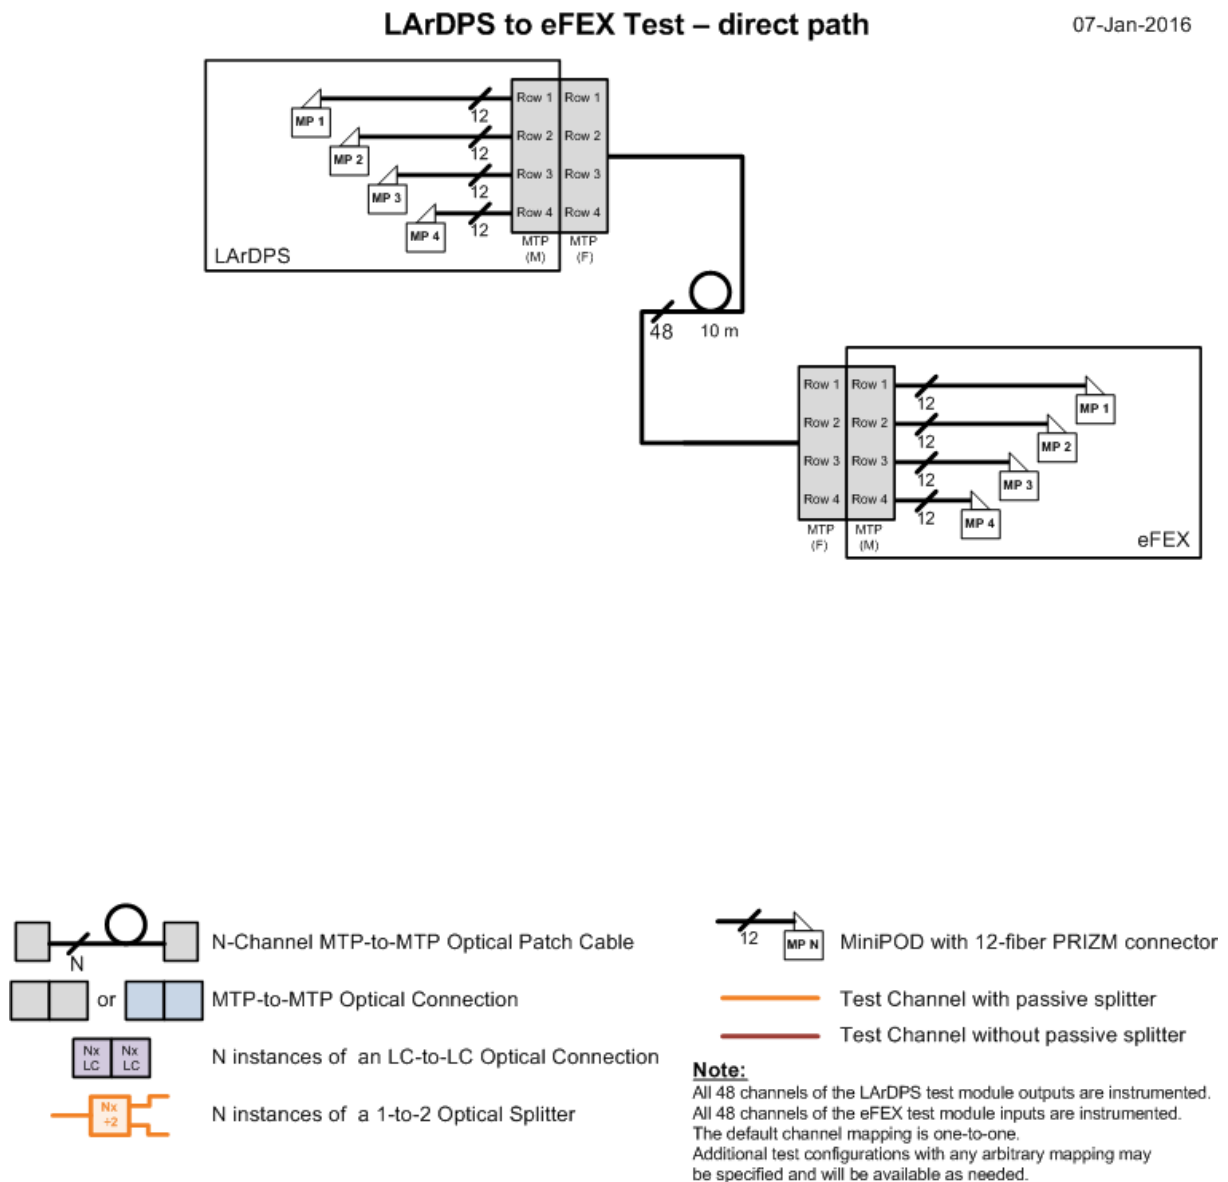 LArDPS to eFEX Test – direct path
07-Jan-2016
MP 1
12
Row 1
Row 1
MP 2
12
Row 2
Row 2
MP 3
12
Row 3
Row 3
MP 4
12
Row 4
Row 4
LArDPS
MTP
(M)
MTP
(F)
48
10 m
Row 1
Row 1
12
MP 1
Row 2
Row 2
12
MP 2
Row 3
Row 3
12
MP 3
Row 4
Row 4
12
MP 4
MTP
(F)
MTP
(M)
eFEX
N
N-Channel MTP-to-MTP Optical Patch Cable
or
MTP-to-MTP Optical Connection
Nx
LC
Nx
LC
N instances of an LC-to-LC Optical Connection
Nx
÷2
N instances of a 1-to-2 Optical Splitter
12
MP N
MiniPOD with 12-fiber PRIZM connector
Test Channel with passive splitter
Test Channel without passive splitter
Note:
All 48 channels of the LArDPS test module outputs are instrumented.
All 48 channels of the eFEX test module inputs are instrumented.
The default channel mapping is one-to-one.
Additional test configurations with any arbitrary mapping may
be specified and will be available as needed.